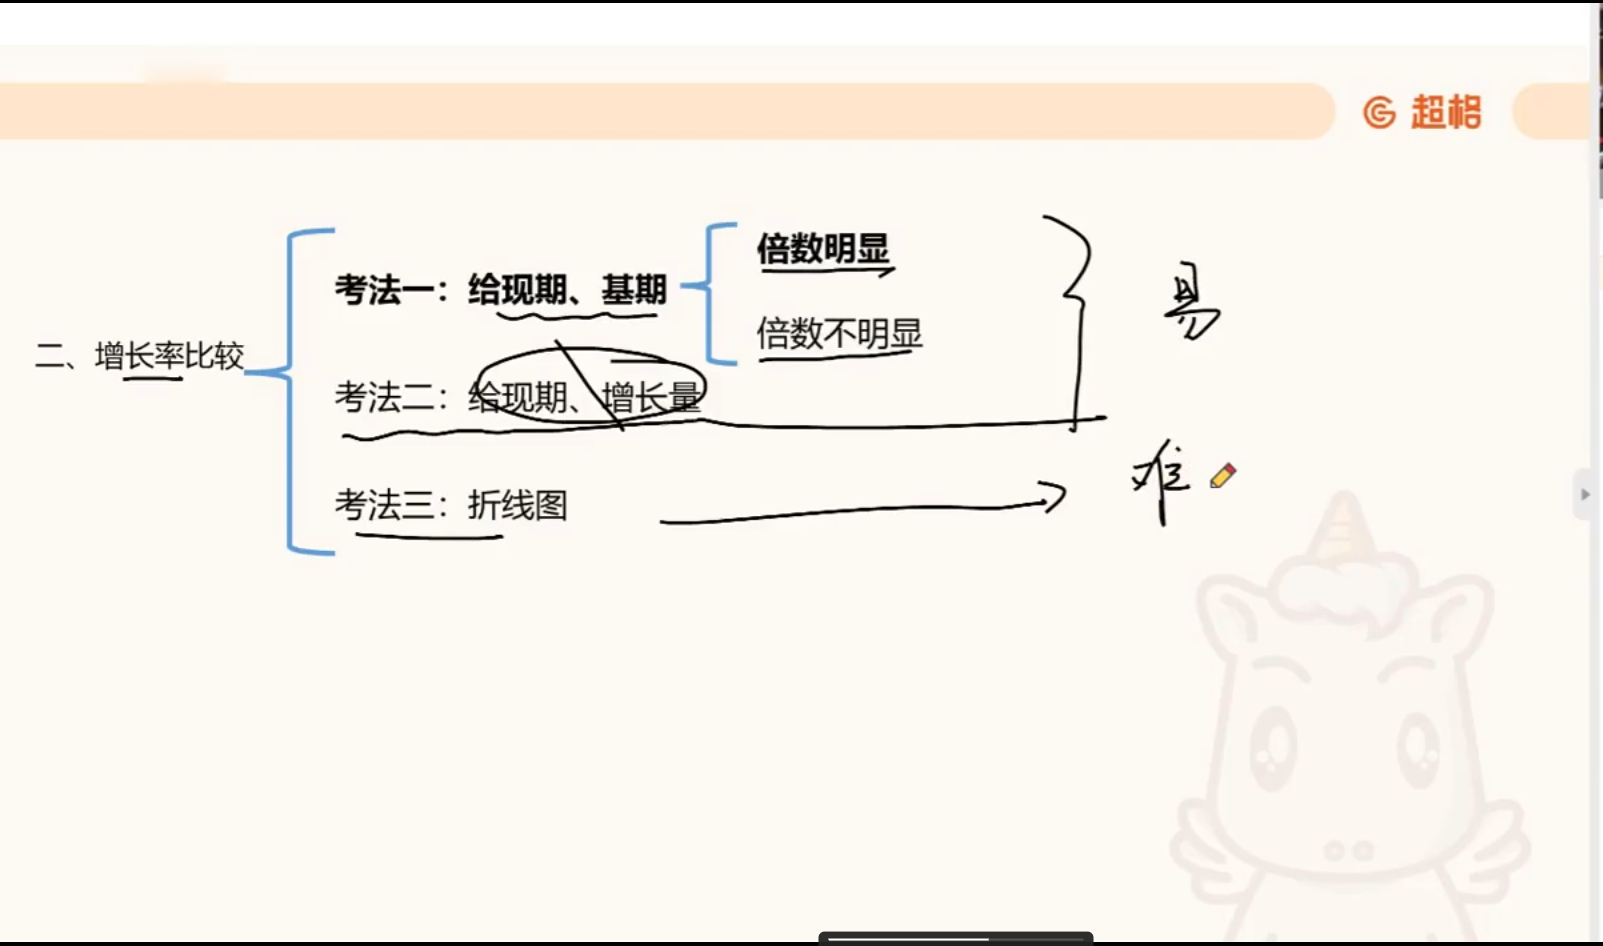 超格
倍数明显
考法一：给现期、基期
易
倍数不明显
二、增长率比较
考法二：给现期、增长量
难
考法三：折线图